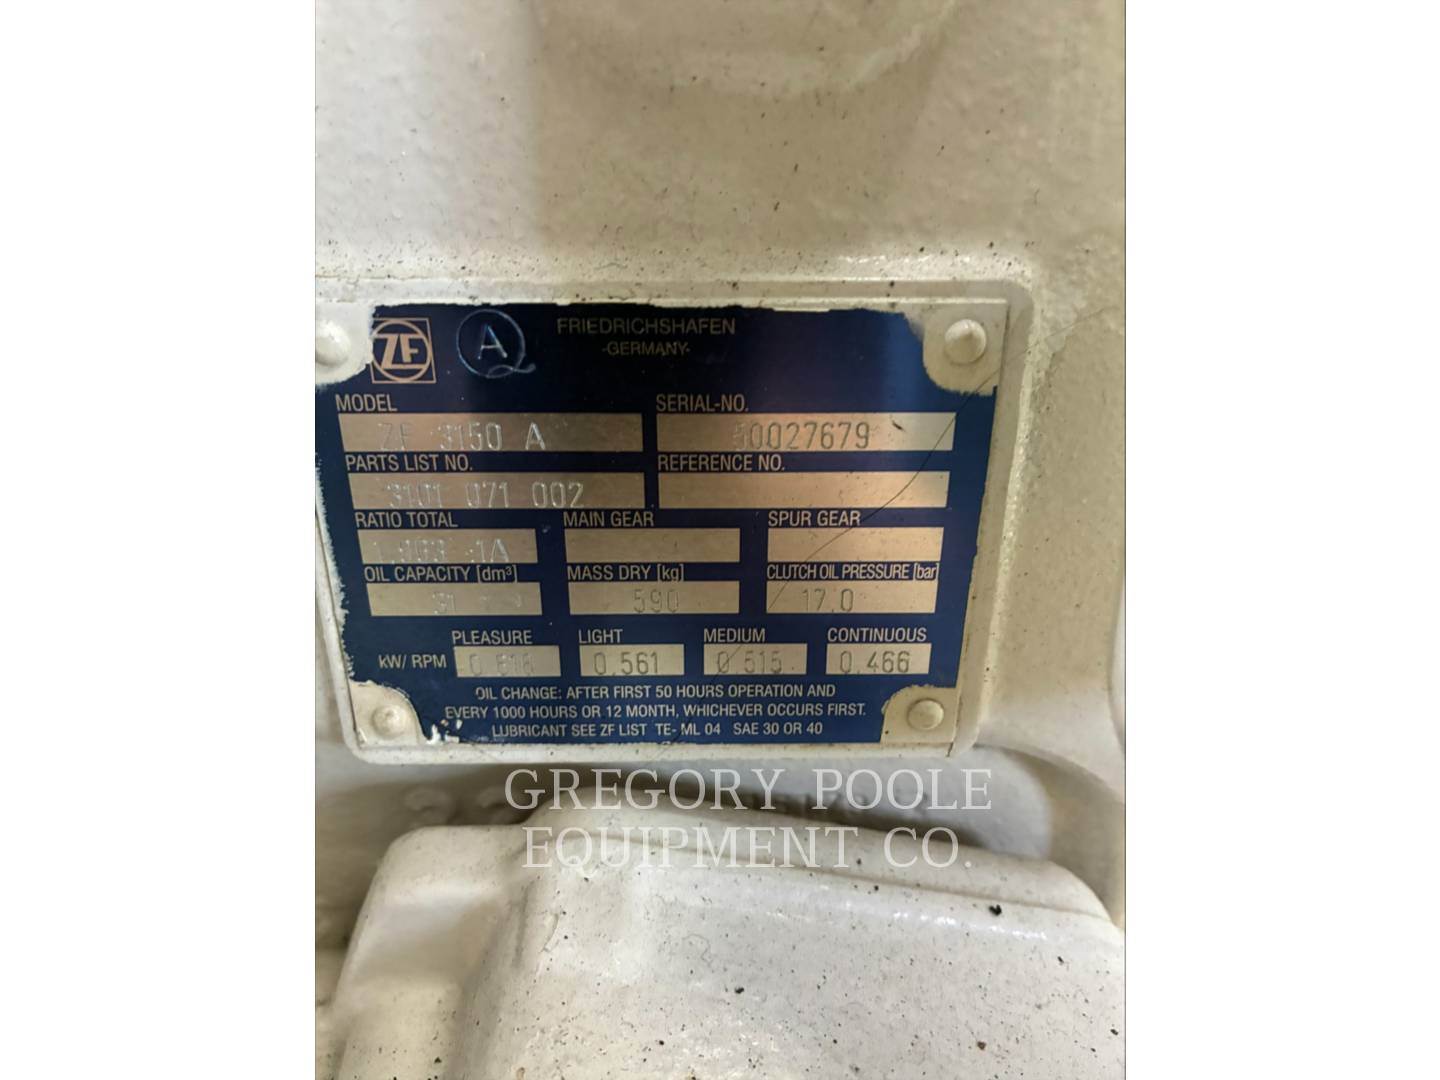 ZF A FRIEDRICHSHAFEN
-GERMANY-
MODEL SERIAL-NO.
ZF 3150 A 50027679
PARTS LIST NO. REFERENCE NO.
3101 071 002
RATIO TOTAL MAIN GEAR SPUR GEAR
OIL CAPACITY [dm³] MASS DRY [kg] CLUTCH OIL PRESSURE [bar]
31 590 17.0
PLEASURE LIGHT MEDIUM CONTINUOUS
kW/ RPM 0.561 0.515 0.466
OIL CHANGE: AFTER FIRST 50 HOURS OPERATION AND
EVERY 1000 HOURS OR 12 MONTH, WHICHEVER OCCURS FIRST.
LUBRICANT SEE ZF LIST TE- ML 04 SAE 30 OR 40
GREGORY POOLE
EQUIPMENT CO.